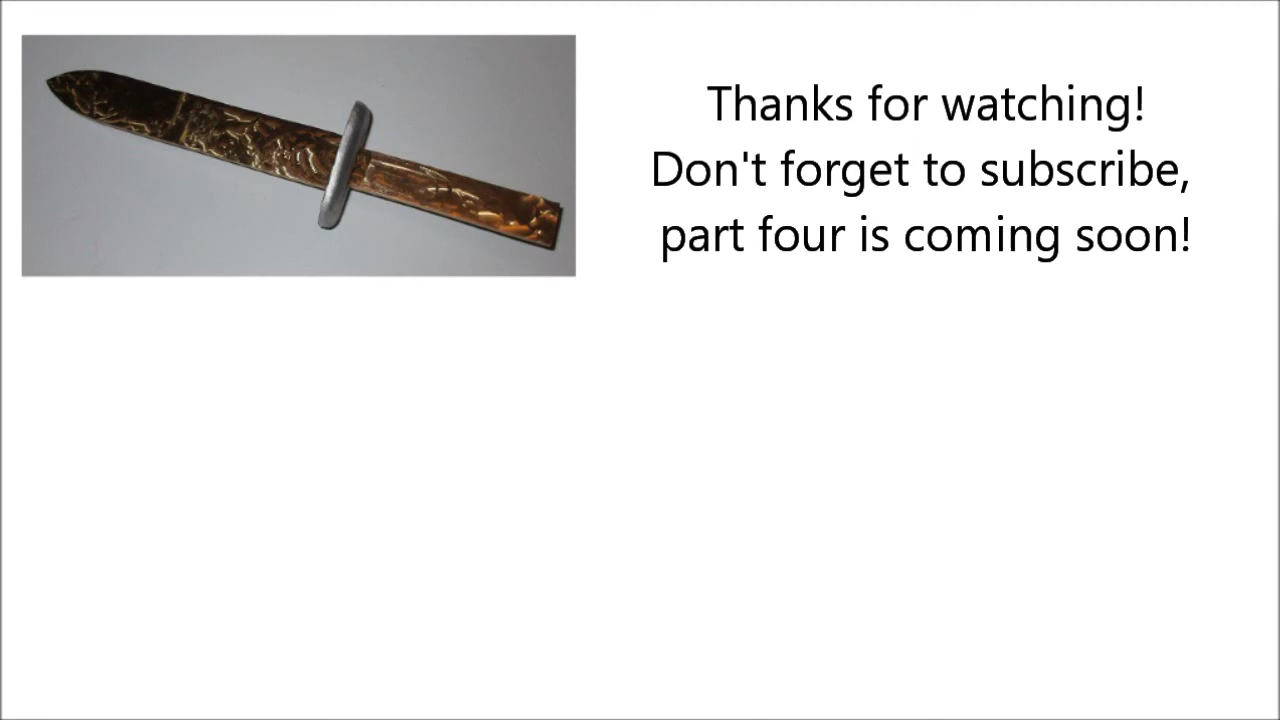 Thanks for watching!
Don't forget to subscribe,
part four is coming soon!